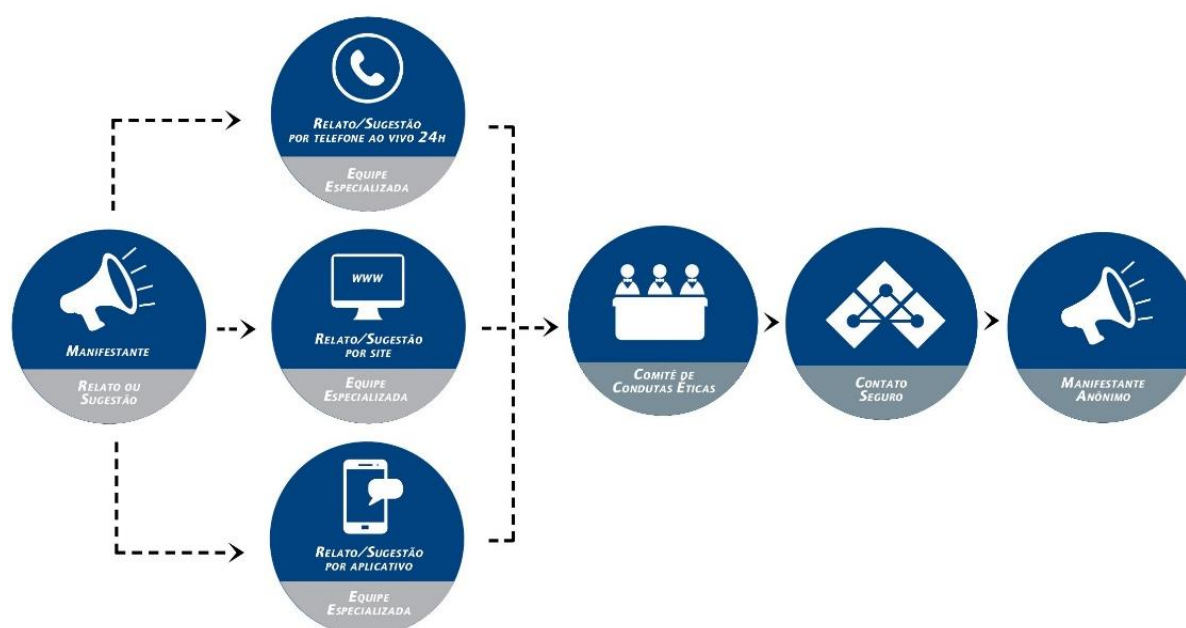 Relato/Sugestão
por telefone ao vivo 24h
Equipe
Especializada
Manifestante
Relato ou
Sugestão
www
Relato/Sugestão
por site
Equipe
Especializada
Relato/Sugestão
por aplicativo
Equipe
Especializada
Comitê de
Condutas Éticas
Contato
Seguro
Manifestante
Anônimo